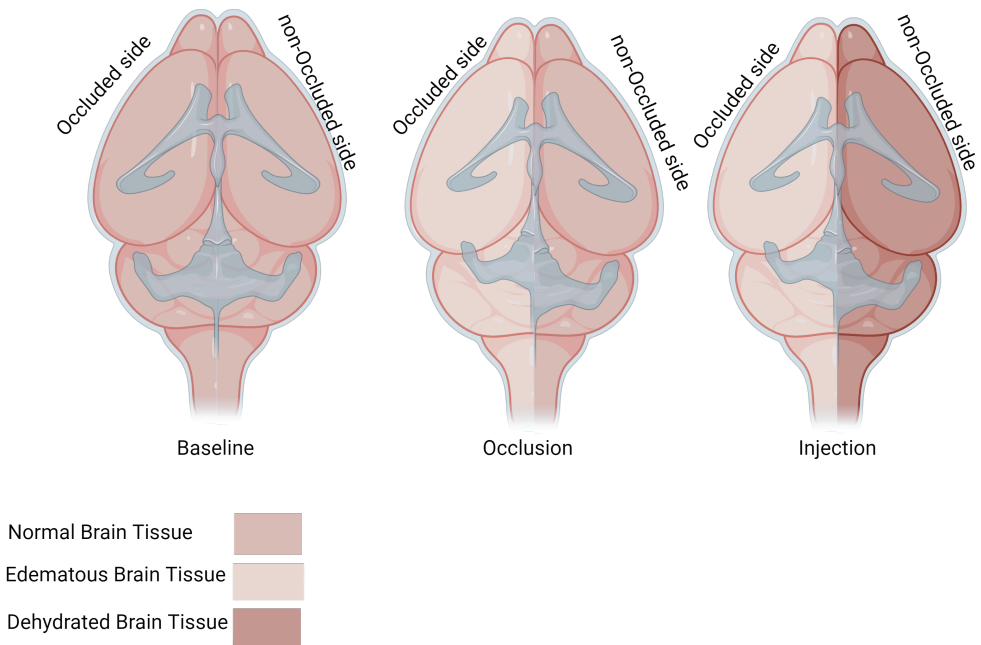 Occluded side
non-Occluded side
Occluded side
non-Occluded side
Occluded side
non-Occluded side
Baseline
Occlusion
Injection
Normal Brain Tissue
Edematous Brain Tissue
Dehydrated Brain Tissue